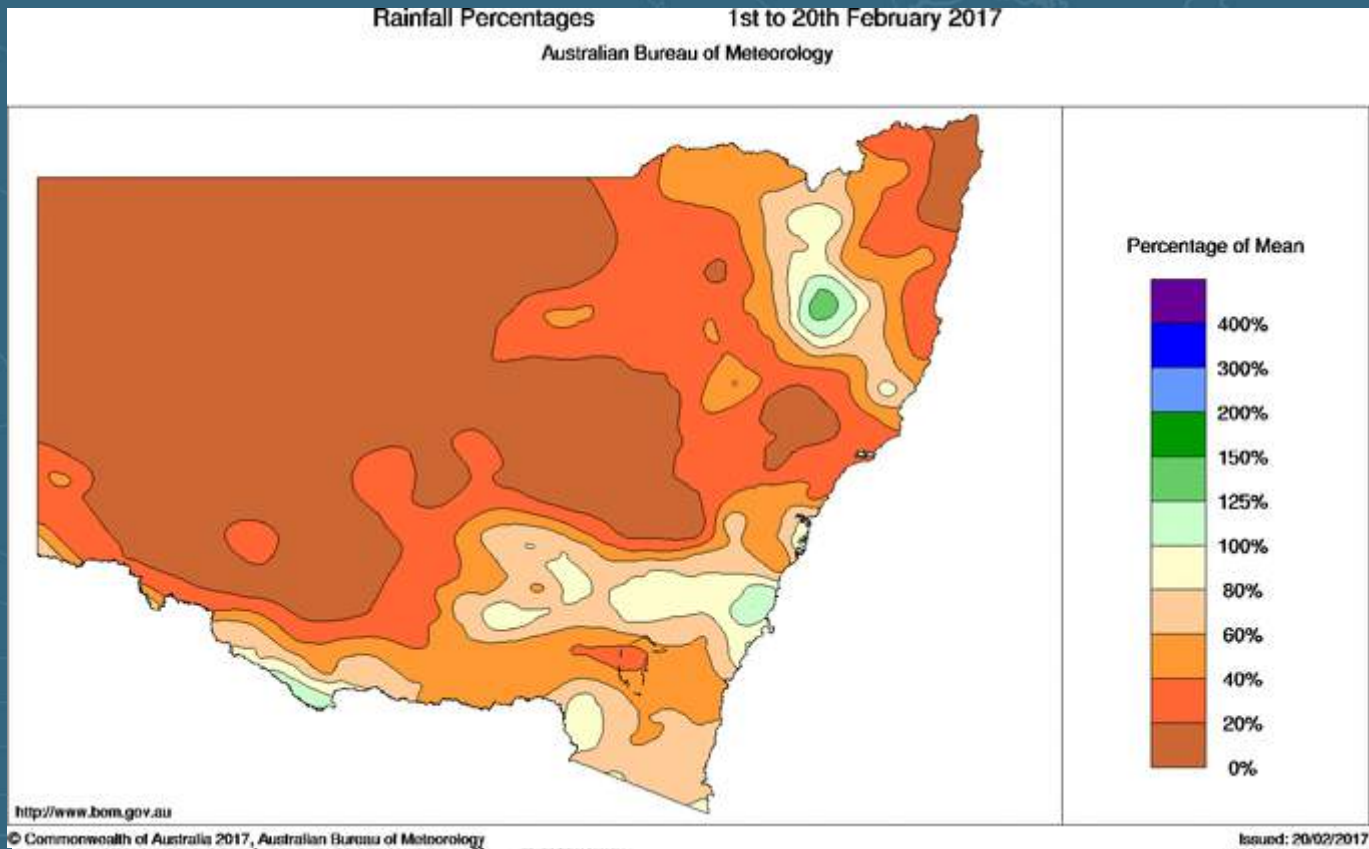 Rainfall Percentages 1st to 20th February 2017
Australian Bureau of Meteorology
Percentage of Mean
400%
300%
200%
150%
125%
100%
80%
60%
40%
20%
0%
http://www.bom.gov.au
© Commonwealth of Australia 2017, Australian Bureau of Meteorology Issued: 20/02/2017